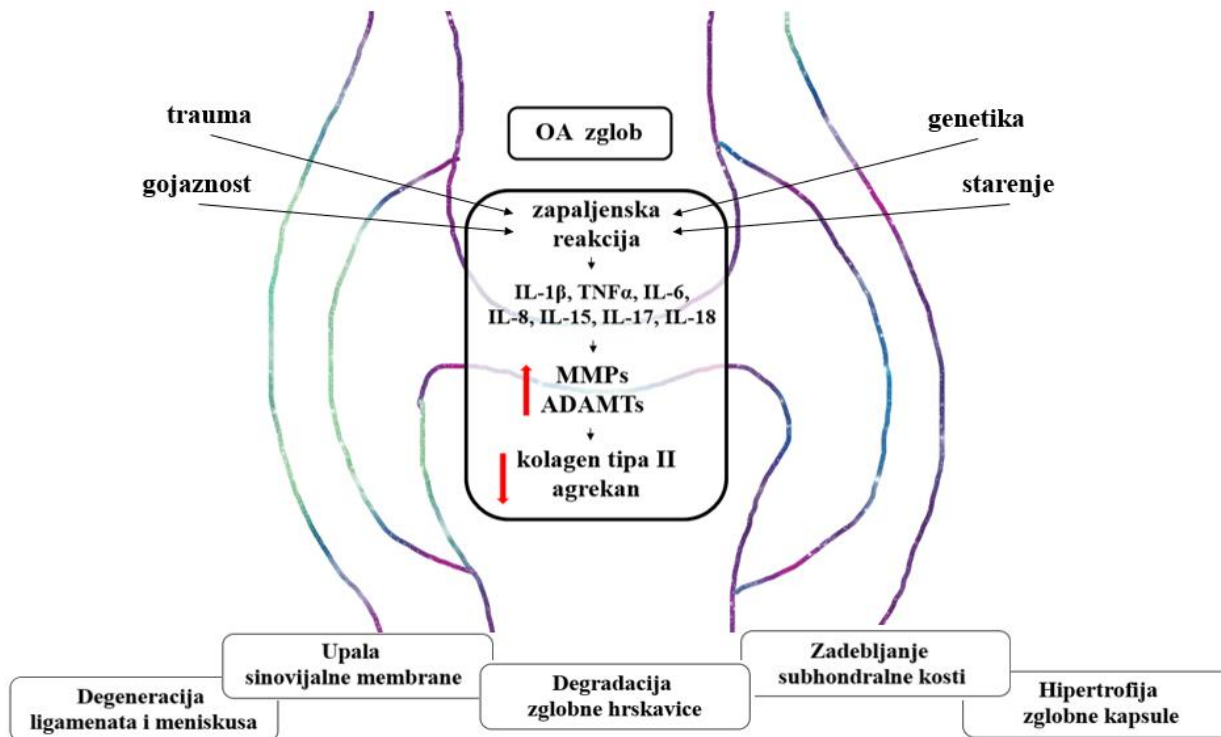 trauma
OA zglob
genetika
gojaznost
starenje
zapaljenska
reakcija
IL-1β, TNFα, IL-6,
IL-8, IL-15, IL-17, IL-18
MMPs
ADAMTs
kolagen tipa II
agrekan
Degeneracija
ligamenata i meniskusa
Upala
sinovijalne membrane
Degradacija
zglobne hrskavice
Zadebljanje
subhondralne kosti
Hipertrofija
zglobne kapsule